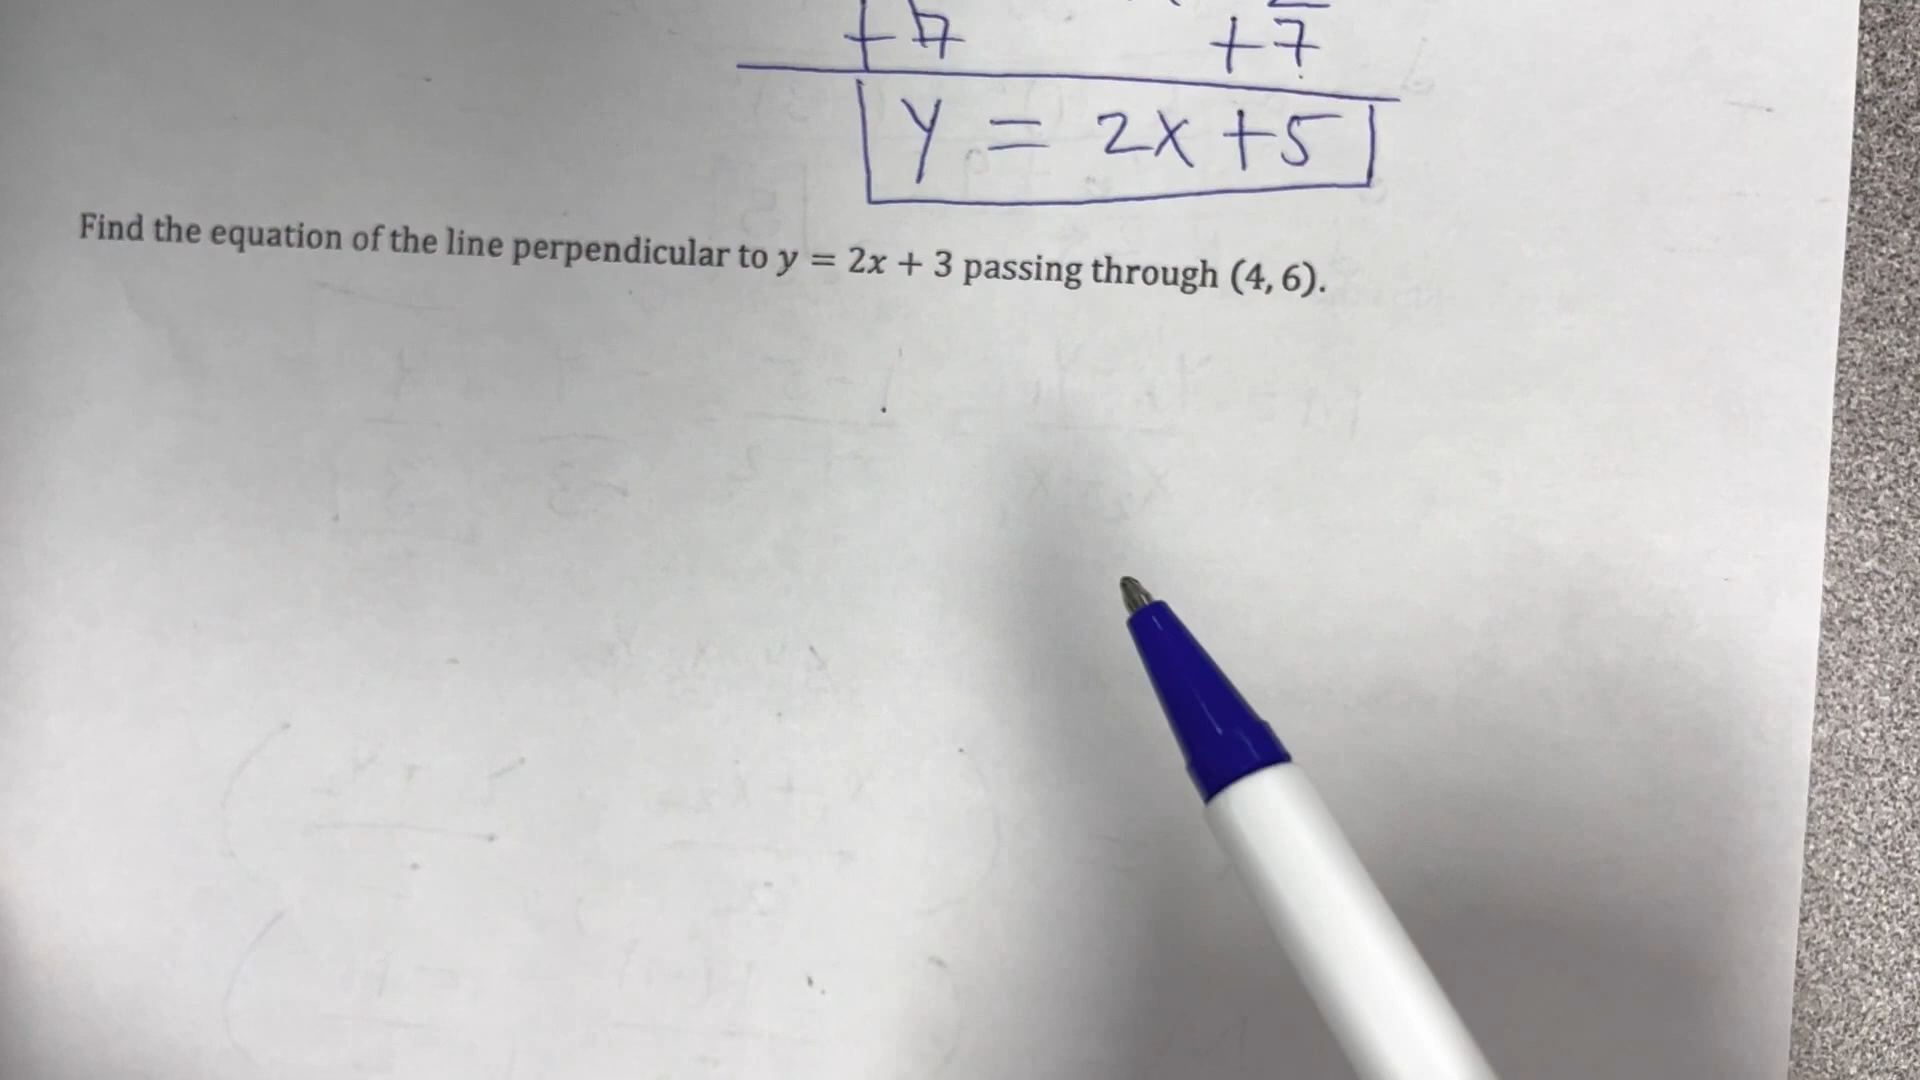 +7 +7
y = 2x +5
Find the equation of the line perpendicular to y = 2x + 3 passing through (4, 6).